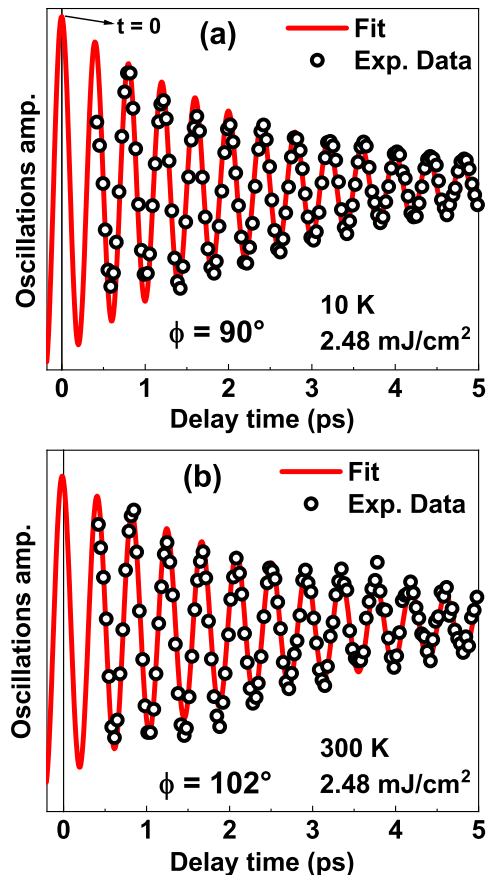 t = 0
(a)
Fit
Exp. Data
Oscillations amp.
ϕ = 90°
10 K
2.48 mJ/cm²
0 1 2 3 4 5
Delay time (ps)
(b)
Fit
Exp. Data
Oscillations amp.
ϕ = 102°
300 K
2.48 mJ/cm²
0 1 2 3 4 5
Delay time (ps)